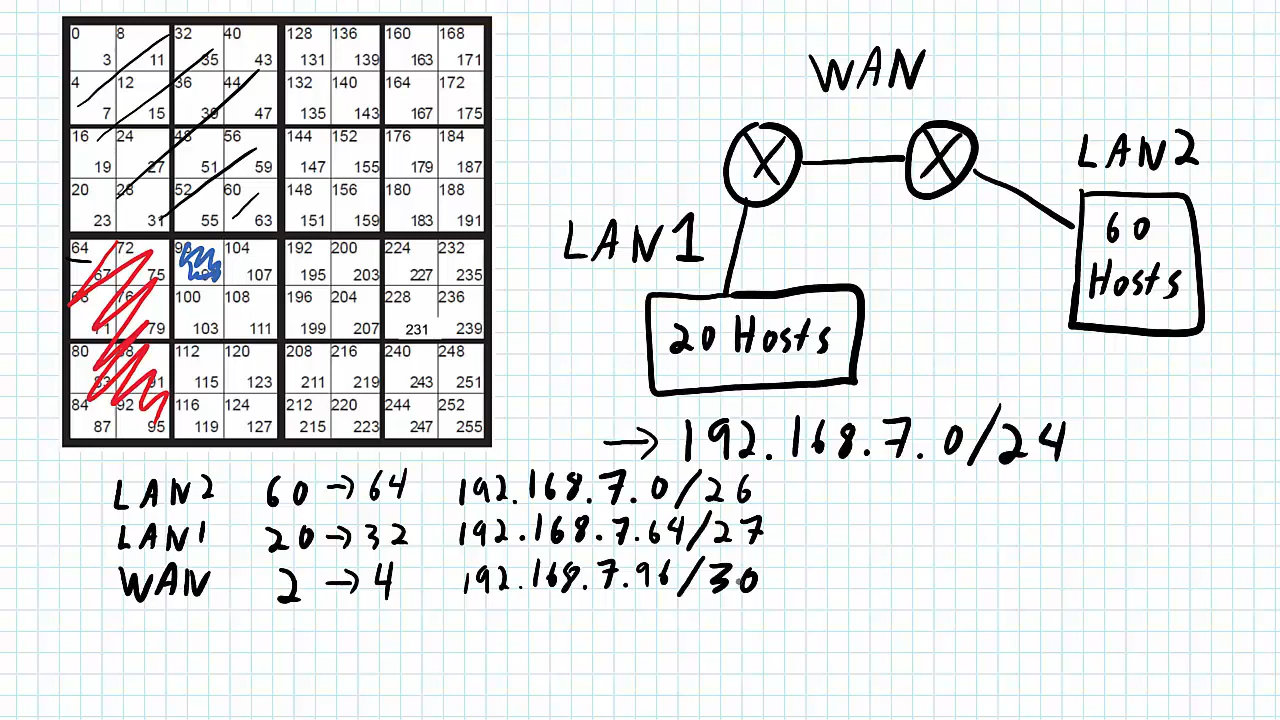 0 8 32 40 128 136 160 168
3 11 35 43 131 139 163 171
4 12 36 44 132 140 164 172
7 15 39 47 135 143 167 175
16 24 48 56 144 152 176 184
19 27 51 59 147 155 179 187
20 28 52 60 148 156 180 188
23 31 55 63 151 159 183 191
64 72 104 192 200 224 232
67 75 107 195 203 227 235
76 100 108 196 204 228 236
71 79 103 111 199 207 231 239
80 88 112 120 208 216 240 248
83 91 115 123 211 219 243 251
84 92 116 124 212 220 244 252
87 95 119 127 215 223 247 255
WAN
LAN2
60
Hosts
LAN1
20 Hosts
→ 192.168.7.0/24
LAN2 60 → 64 192.168.7.0/26
LAN1 20 → 32 192.168.7.64/27
WAN 2 → 4 192.168.7.96/30